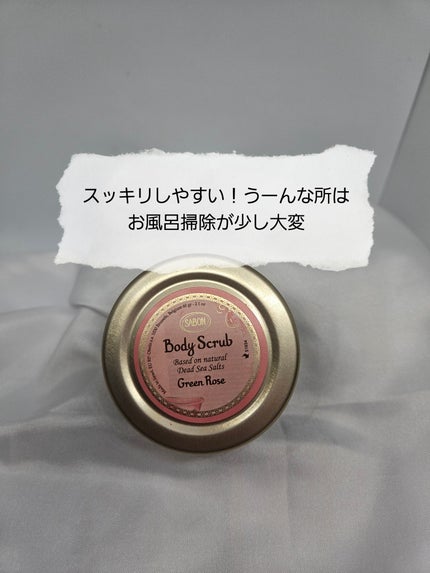 スッキリしやすい！うーんな所は
お風呂掃除が少し大変
SABON
Body Scrub
Based on natural
Dead Sea Salts
Green Rose